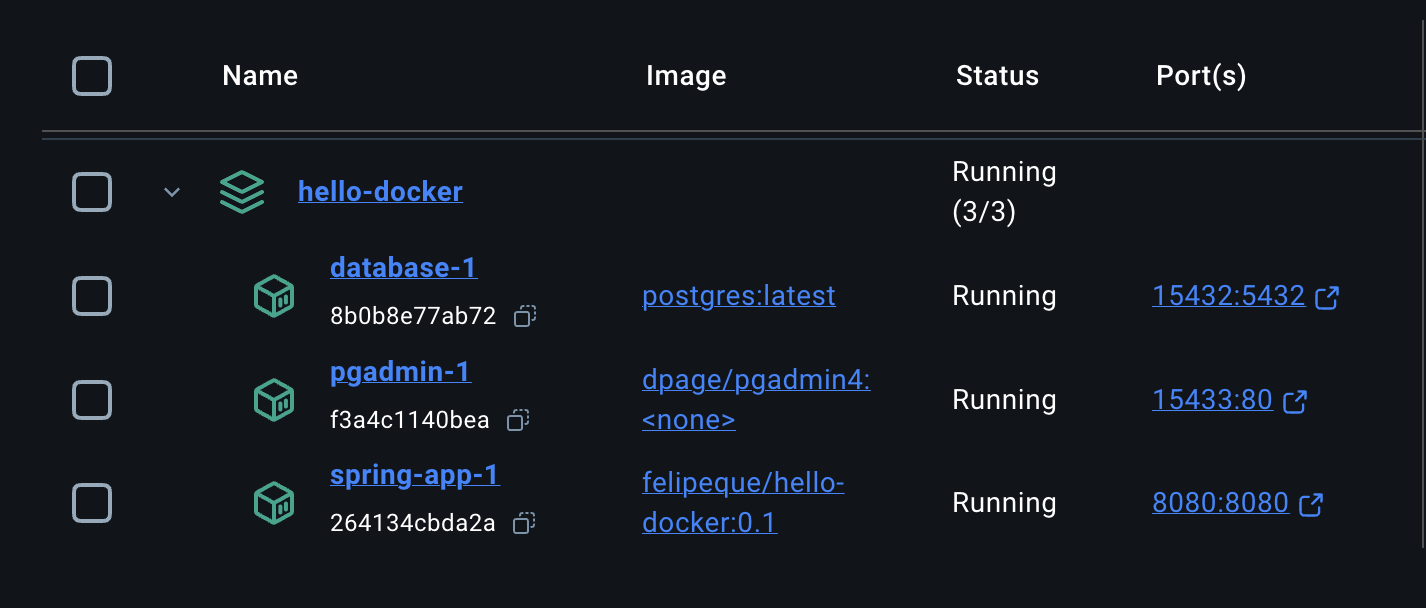 Name Image Status Port(s)
hello-docker Running
(3/3)
database-1
8b0b8e77ab72 postgres:latest Running 15432:5432
pgadmin-1
f3a4c1140bea dpage/pgadmin4:
<none> Running 15433:80
spring-app-1
264134cbda2a felipeque/hello-
docker:0.1 Running 8080:8080